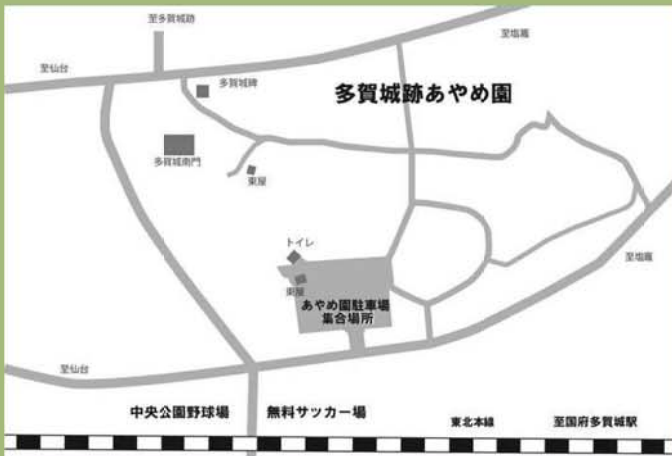 至多賀城跡
至塩竈
至仙台
多賀城碑
多賀城跡あやめ園
多賀城南門
東屋
トイレ
至塩竈
東屋
あやめ園駐車場
集合場所
至仙台
中央公園野球場
無料サッカー場
東北本線
至国府多賀城駅